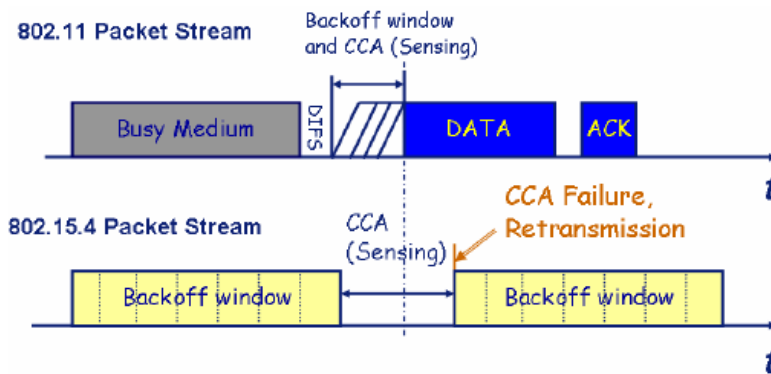 Backoff window
802.11 Packet Stream
and CCA (Sensing)
Busy Medium
DIFS
DATA
ACK
t
CCA Failure,
Retransmission
802.15.4 Packet Stream
CCA
(Sensing)
Backoff window
Backoff window
t